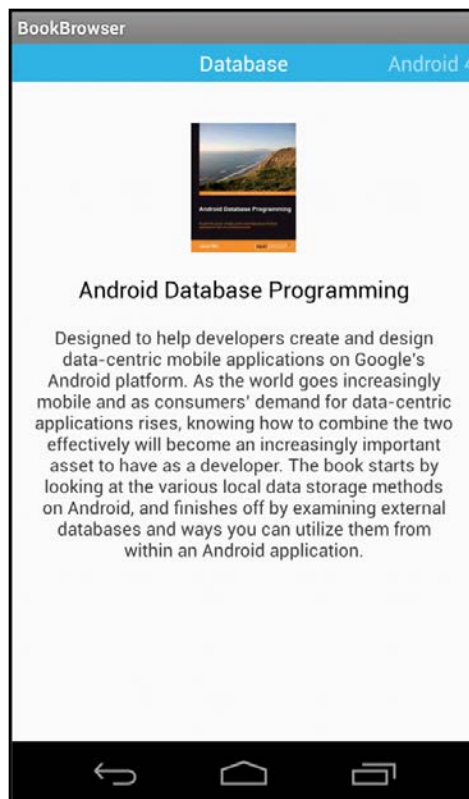 BookBrowser
Database
Android 4
Android Database Programming
Android Database Programming
Designed to help developers create and design
data-centric mobile applications on Google's
Android platform. As the world goes increasingly
mobile and as consumers' demand for data-centric
applications rises, knowing how to combine the two
effectively will become an increasingly important
asset to have as a developer. The book starts by
looking at the various local data storage methods
on Android, and finishes off by examining external
databases and ways you can utilize them from
within an Android application.